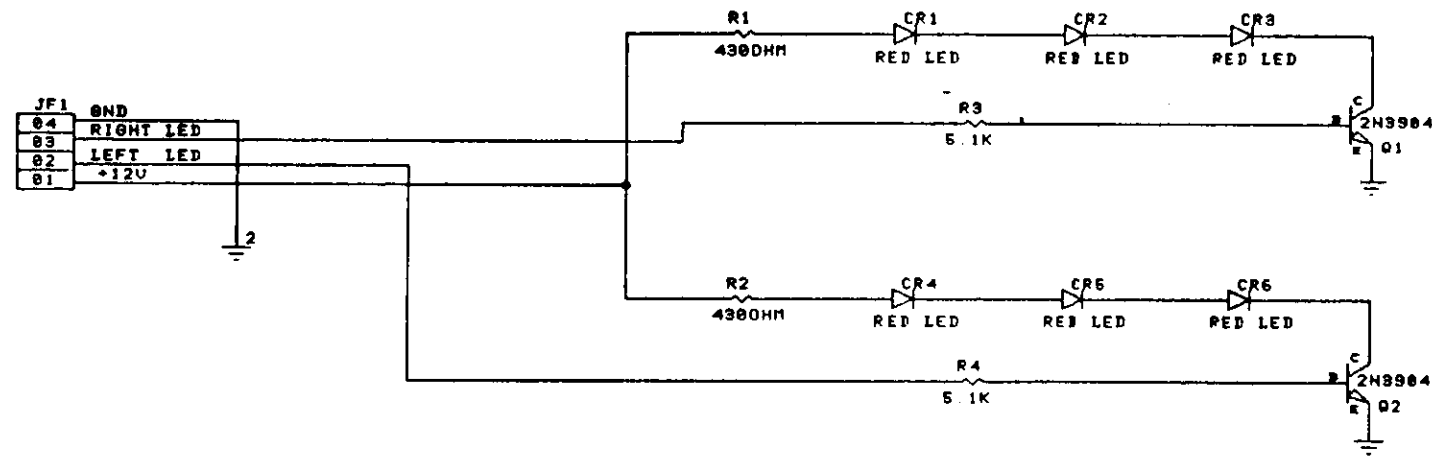 R1
CR1
CR2
CR3
430OHM
RED LED
RED LED
RED LED
JF1
04
GND
03
RIGHT LED
02
LEFT LED
01
+12V
2
R3
5.1K
C
B
2N3904
E
Q1
R2
CR4
CR5
CR6
430OHM
RED LED
RED LED
RED LED
R4
5.1K
C
B
2N3904
E
Q2